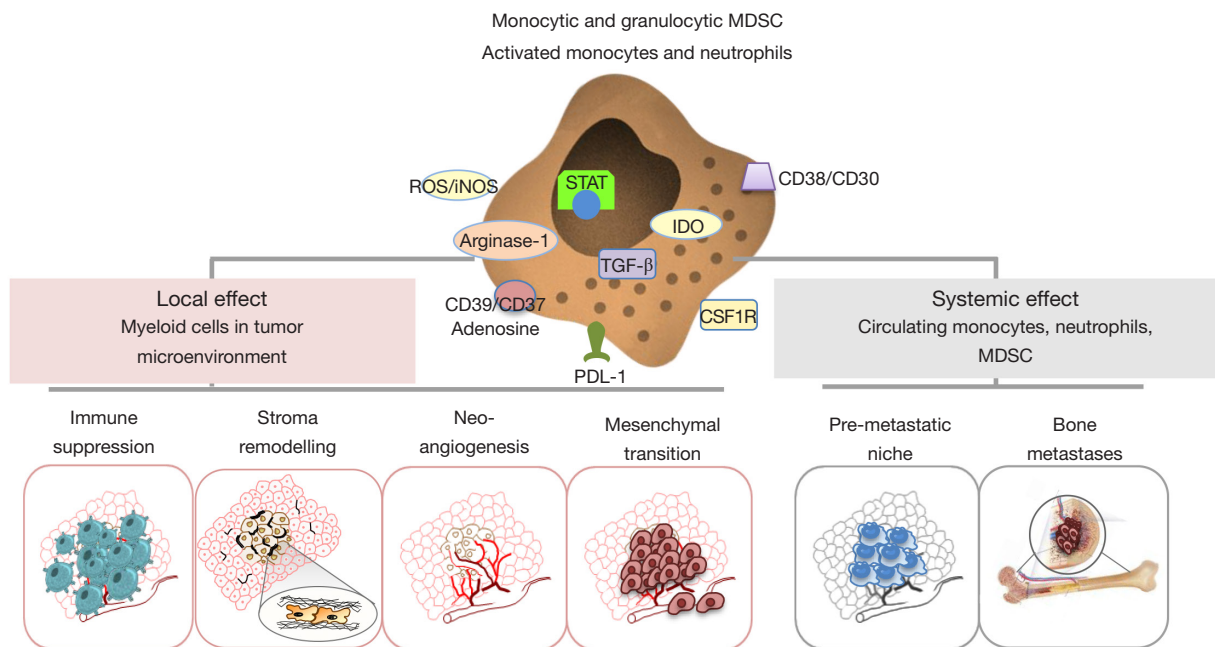 Monocytic and granulocytic MDSC
Activated monocytes and neutrophils
ROS/iNOS
STAT
CD38/CD30
Arginase-1
IDO
TGF-β
CD39/CD37
Adenosine
CSF1R
PDL-1
Local effect
Myeloid cells in tumor
microenvironment
Systemic effect
Circulating monocytes, neutrophils,
MDSC
Immune
suppression
Stroma
remodelling
Neo-
angiogenesis
Mesenchymal
transition
Pre-metastatic
niche
Bone
metastases